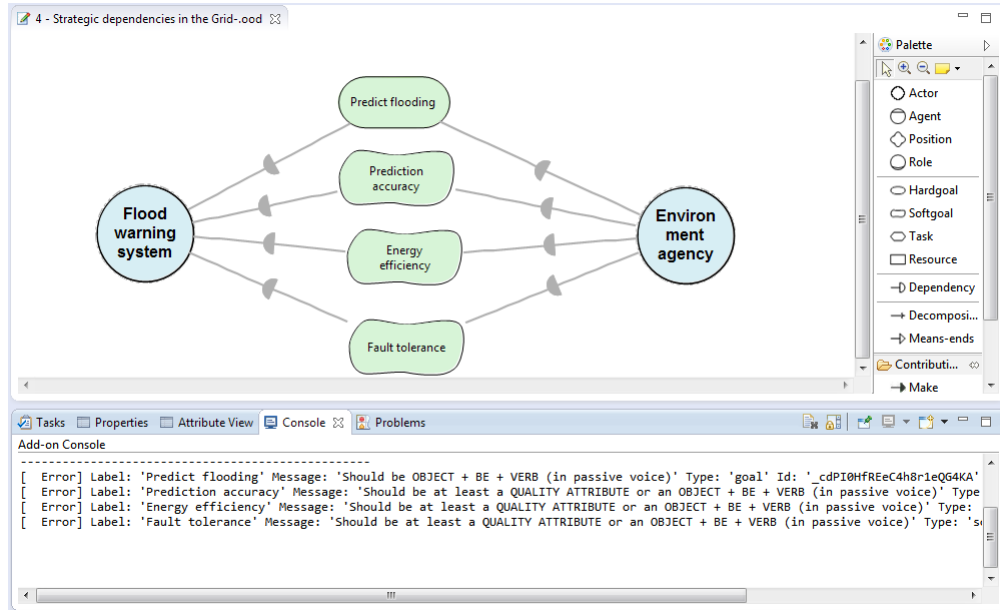 4 - Strategic dependencies in the Grid-.ood
Predict flooding
Prediction
accuracy
Energy
efficiency
Fault tolerance
Flood
warning
system
Environ
ment
agency
Palette
Actor
Agent
Position
Role
Hardgoal
Softgoal
Task
Resource
Dependency
Decomposi...
Means-ends
Contributi...
Make
Tasks Properties Attribute View Console Problems
Add-on Console
------------------------------------------------
[  Error] Label: 'Predict flooding' Message: 'Should be OBJECT + BE + VERB (in passive voice)' Type: 'goal' Id: '_cdPI0HfREeC4h8r1eQG4KA'
[  Error] Label: 'Prediction accuracy' Message: 'Should be at least a QUALITY ATTRIBUTE or an OBJECT + BE + VERB (in passive voice)' Type
[  Error] Label: 'Energy efficiency' Message: 'Should be at least a QUALITY ATTRIBUTE or an OBJECT + BE + VERB (in passive voice)' Type:
[  Error] Label: 'Fault tolerance' Message: 'Should be at least a QUALITY ATTRIBUTE or an OBJECT + BE + VERB (in passive voice)' Type: 's